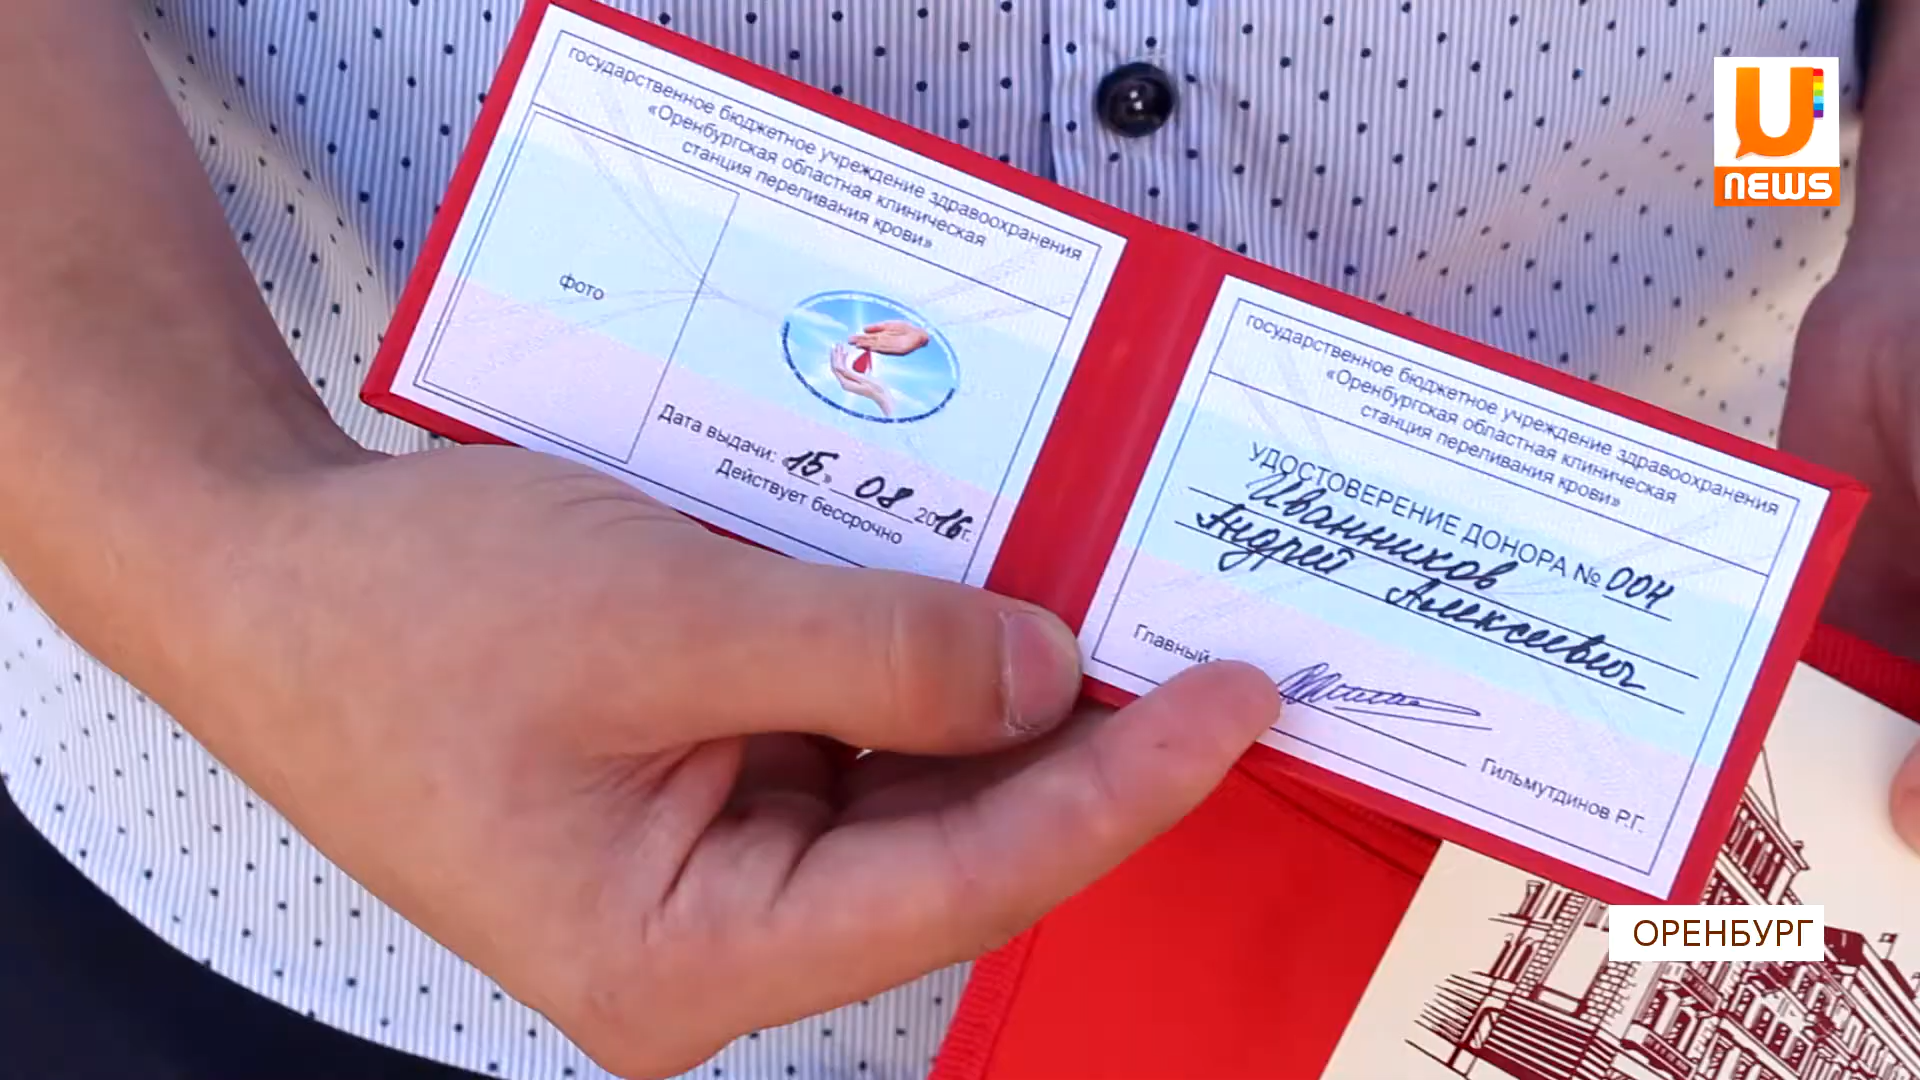 государственное бюджетное учреждение здравоохранения
«Оренбургская областная клиническая
станция переливания крови»
фото
Дата выдачи: «15» 08 2016г.
Действует бессрочно
государственное бюджетное учреждение здравоохранения
«Оренбургская областная клиническая
станция переливания крови»
УДОСТОВЕРЕНИЕ ДОНОРА № 004
Иванников
Андрей Алексеевич
Главный
Гильмутдинов Р.Г.
U
NEWS
ОРЕНБУРГ